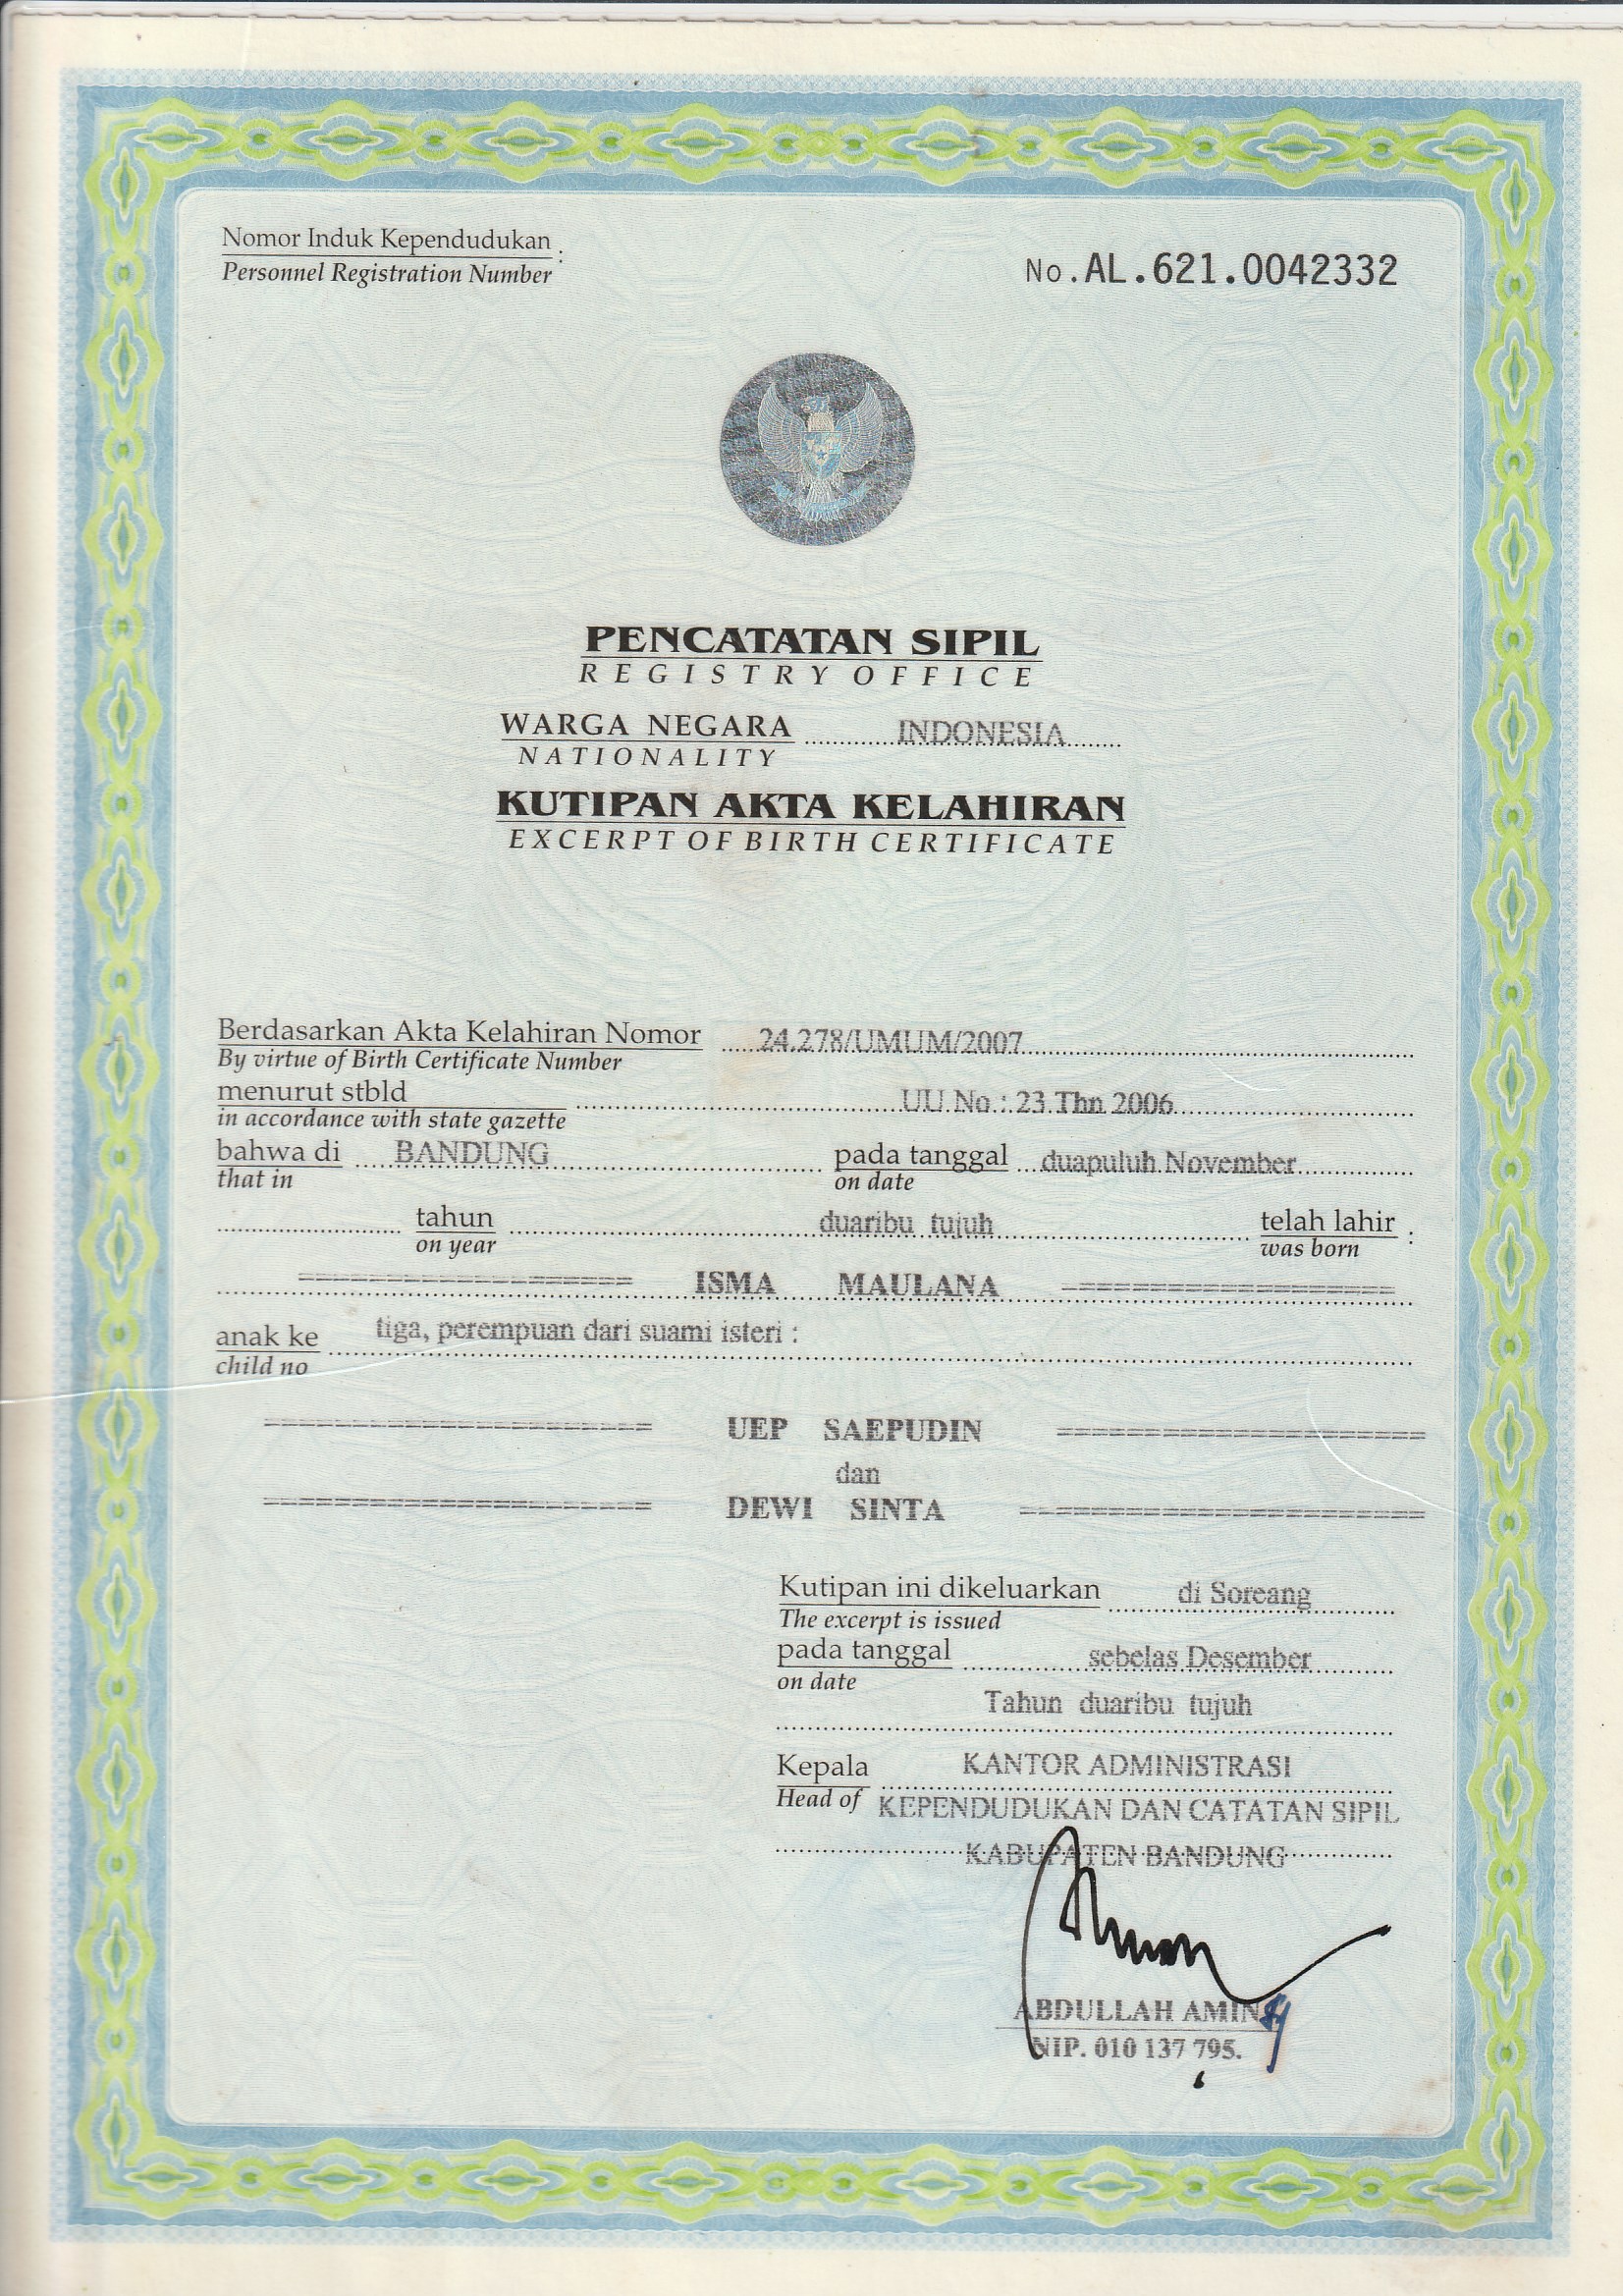 Nomor Induk Kependudukan :
Personnel Registration Number
No.AL.621.0042332
PENCATATAN SIPIL
REGISTRY OFFICE
WARGA NEGARA ..... INDONESIA .....
NATIONALITY
KUTIPAN AKTA KELAHIRAN
EXCERPT OF BIRTH CERTIFICATE
Berdasarkan Akta Kelahiran Nomor ..... 24.278/UMUM/2007 .....
By virtue of Birth Certificate Number
menurut stbld ..... UU No : 23 Thn 2006 .....
in accordance with state gazette
bahwa di ..... BANDUNG ..... pada tanggal ..... duapuluh November .....
that in on date
..... tahun ..... duaribu tujuh ..... telah lahir :
on year was born
=================== ISMA MAULANA ===================
anak ke tiga, perempuan dari suami isteri :
child no
====================== UEP SAEPUDIN =====================
dan
====================== DEWI SINTA =======================
Kutipan ini dikeluarkan ..... di Soreang .....
The excerpt is issued
pada tanggal ..... sebelas Desember .....
on date
Tahun duaribu tujuh
Kepala KANTOR ADMINISTRASI
Head of KEPENDUDUKAN DAN CATATAN SIPIL
KABUPATEN BANDUNG
ABDULLAH AMIN
NIP. 010 137 795.